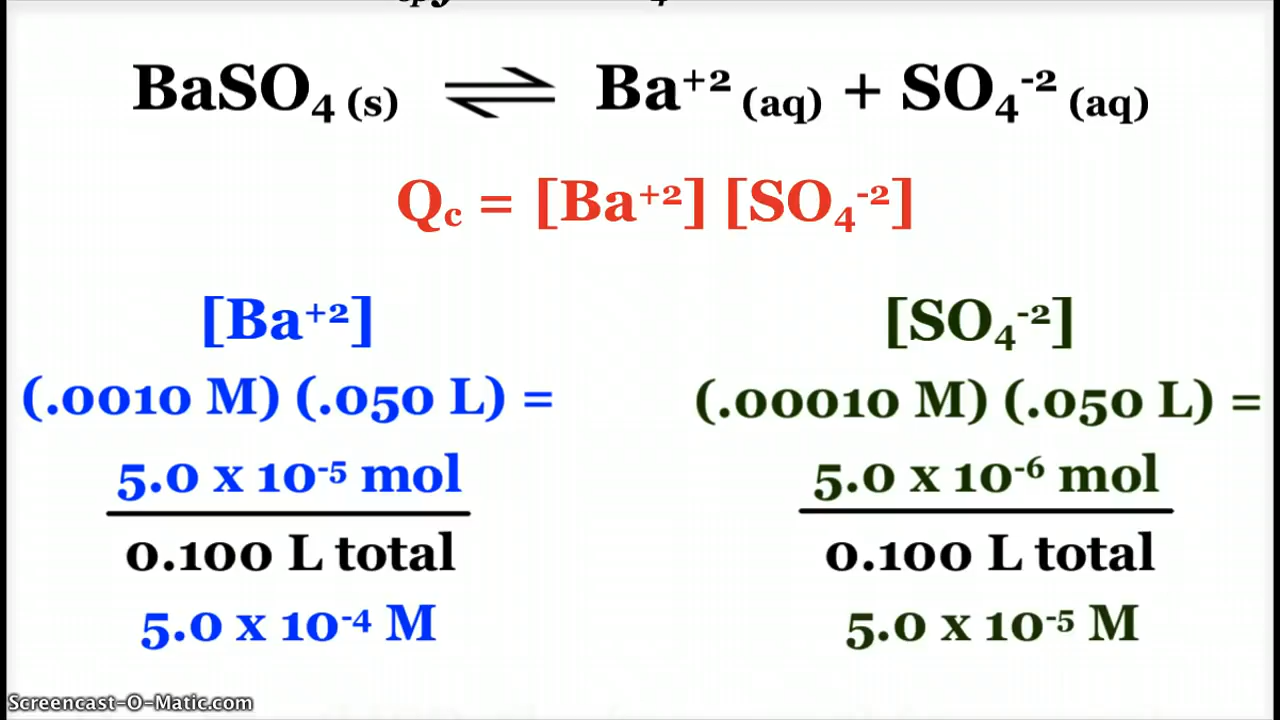 BaSO₄ (s) ⇌ Ba⁺² (aq) + SO₄⁻² (aq)
Qc = [Ba⁺²] [SO₄⁻²]
[Ba⁺²]
(.0010 M) (.050 L) =
5.0 x 10⁻⁵ mol
0.100 L total
5.0 x 10⁻⁴ M
[SO₄⁻²]
(.00010 M) (.050 L) =
5.0 x 10⁻⁶ mol
0.100 L total
5.0 x 10⁻⁵ M
Screencast-O-Matic.com